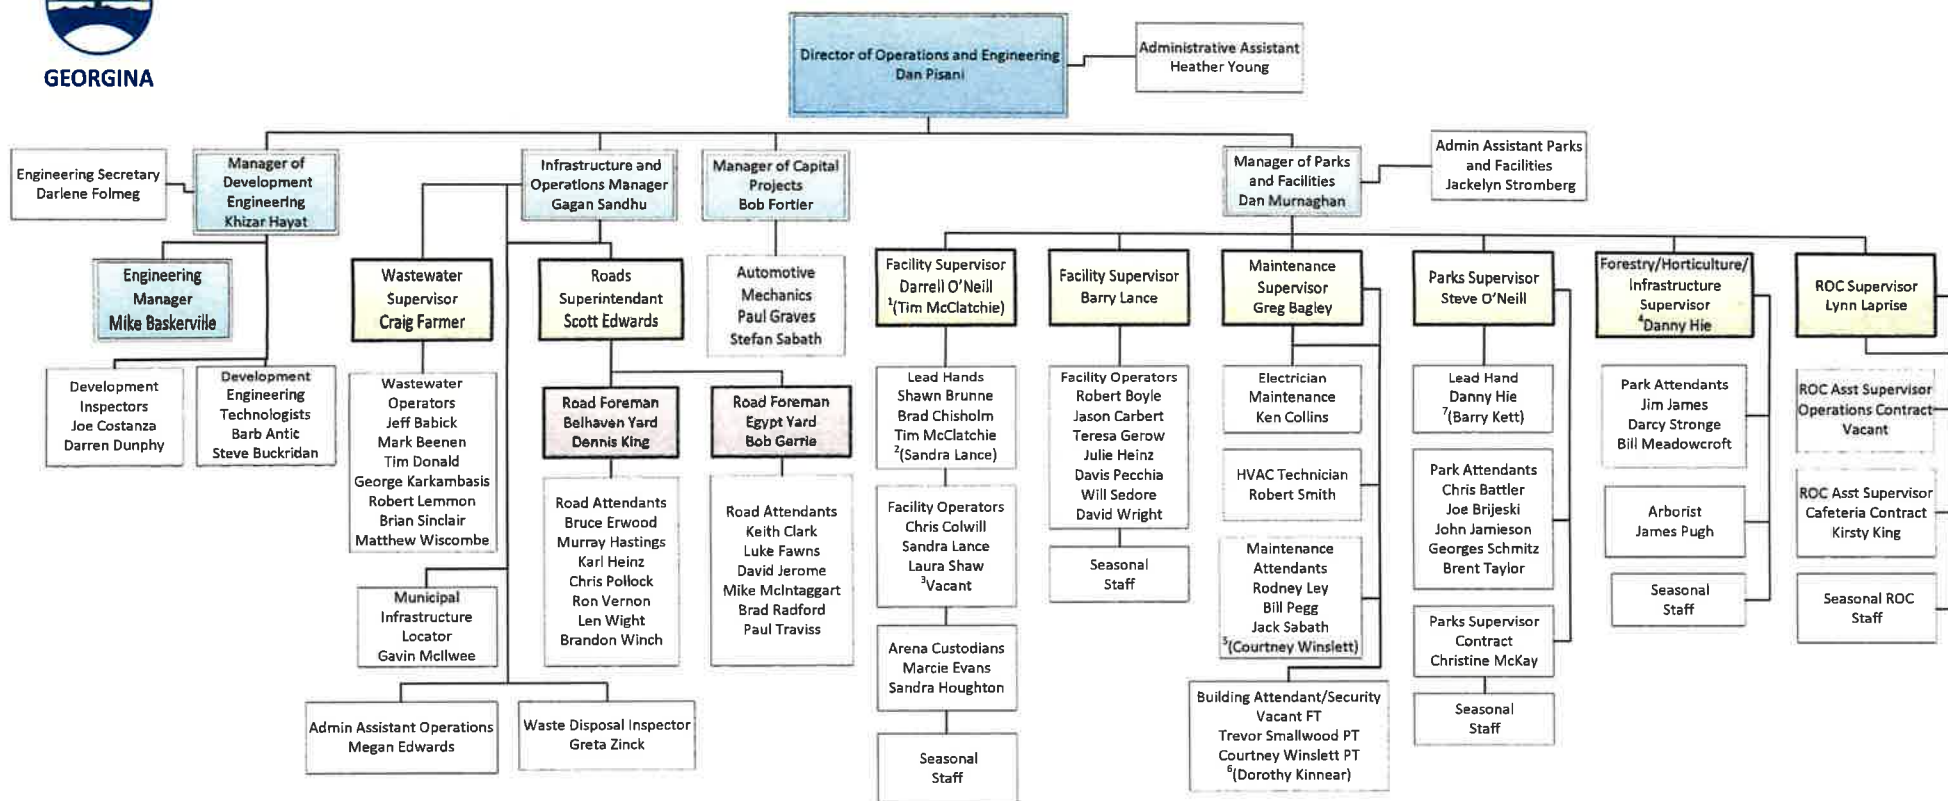 GEORGINA
Director of Operations and Engineering
Dan Pisani
Administrative Assistant
Heather Young
Engineering Secretary
Darlene Folmeg
Manager of
Development
Engineering
Khizar Hayat
Infrastructure and
Operations Manager
Gagan Sandhu
Manager of Capital
Projects
Bob Fortier
Manager of Parks
and Facilities
Dan Murnaghan
Admin Assistant Parks
and Facilities
Jackelyn Stromberg
Engineering
Manager
Mike Baskerville
Wastewater
Supervisor
Craig Farmer
Roads
Superintendant
Scott Edwards
Automotive
Mechanics
Paul Graves
Stefan Sabath
Facility Supervisor
Darrell O'Neill
¹(Tim McClatchie)
Facility Supervisor
Barry Lance
Maintenance
Supervisor
Greg Bagley
Parks Supervisor
Steve O'Neill
Forestry/Horticulture/
Infrastructure
Supervisor
⁴Danny Hie
ROC Supervisor
Lynn Laprise
Development
Inspectors
Joe Costanza
Darren Dunphy
Development
Engineering
Technologists
Barb Antic
Steve Buckridan
Wastewater
Operators
Jeff Babick
Mark Beenen
Tim Donald
George Karkambasis
Robert Lemmon
Brian Sinclair
Matthew Wiscombe
Road Foreman
Belhaven Yard
Dennis King
Road Foreman
Egypt Yard
Bob Gerrie
Lead Hands
Shawn Brunne
Brad Chisholm
Tim McClatchie
²(Sandra Lance)
Facility Operators
Robert Boyle
Jason Carbert
Teresa Gerow
Julie Heinz
Davis Pecchia
Will Sedore
David Wright
Electrician
Maintenance
Ken Collins
Lead Hand
Danny Hie
⁷(Barry Kett)
Park Attendants
Jim James
Darcy Stronge
Bill Meadowcroft
ROC Asst Supervisor
Operations Contract
Vacant
Road Attendants
Bruce Erwood
Murray Hastings
Karl Heinz
Chris Pollock
Ron Vernon
Len Wight
Brandon Winch
Road Attendants
Keith Clark
Luke Fawns
David Jerome
Mike McIntaggart
Brad Radford
Paul Traviss
Facility Operators
Chris Colwill
Sandra Lance
Laura Shaw
³Vacant
Seasonal
Staff
HVAC Technician
Robert Smith
Park Attendants
Chris Battler
Joe Brijeski
John Jamieson
Georges Schmitz
Brent Taylor
Arborist
James Pugh
ROC Asst Supervisor
Cafeteria Contract
Kirsty King
Municipal
Infrastructure
Locator
Gavin McIlwee
Maintenance
Attendants
Rodney Ley
Bill Pegg
Jack Sabath
⁵(Courtney Winslett)
Seasonal
Staff
Seasonal ROC
Staff
Arena Custodians
Marcie Evans
Sandra Houghton
Parks Supervisor
Contract
Christine McKay
Admin Assistant Operations
Megan Edwards
Waste Disposal Inspector
Greta Zinck
Seasonal
Staff
Building Attendant/Security
Vacant FT
Trevor Smallwood PT
Courtney Winslett PT
⁶(Dorothy Kinnear)
Seasonal
Staff